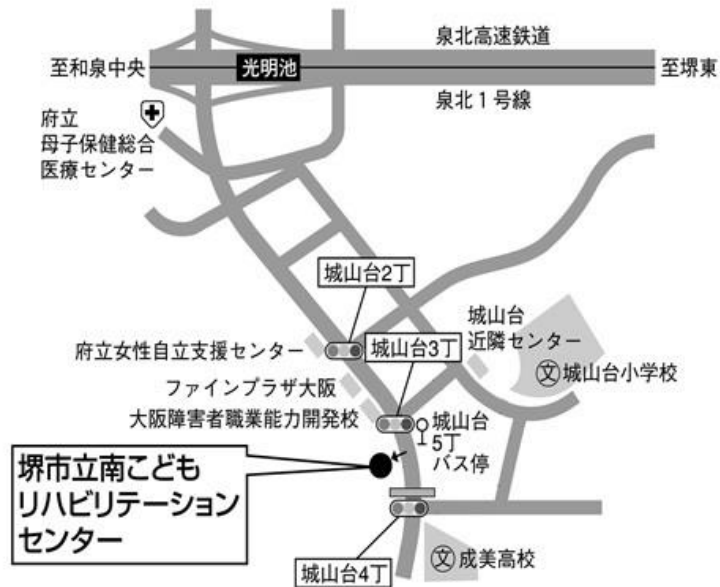 泉北高速鉄道
至和泉中央
光明池
至堺東
泉北1号線
府立
母子保健総合
医療センター
城山台2丁
城山台
近隣センター
府立女性自立支援センター
城山台3丁
文
城山台小学校
ファインプラザ大阪
大阪障害者職業能力開発校
城山台
5丁
バス停
堺市立南こども
リハビリテーション
センター
文
成美高校
城山台4丁